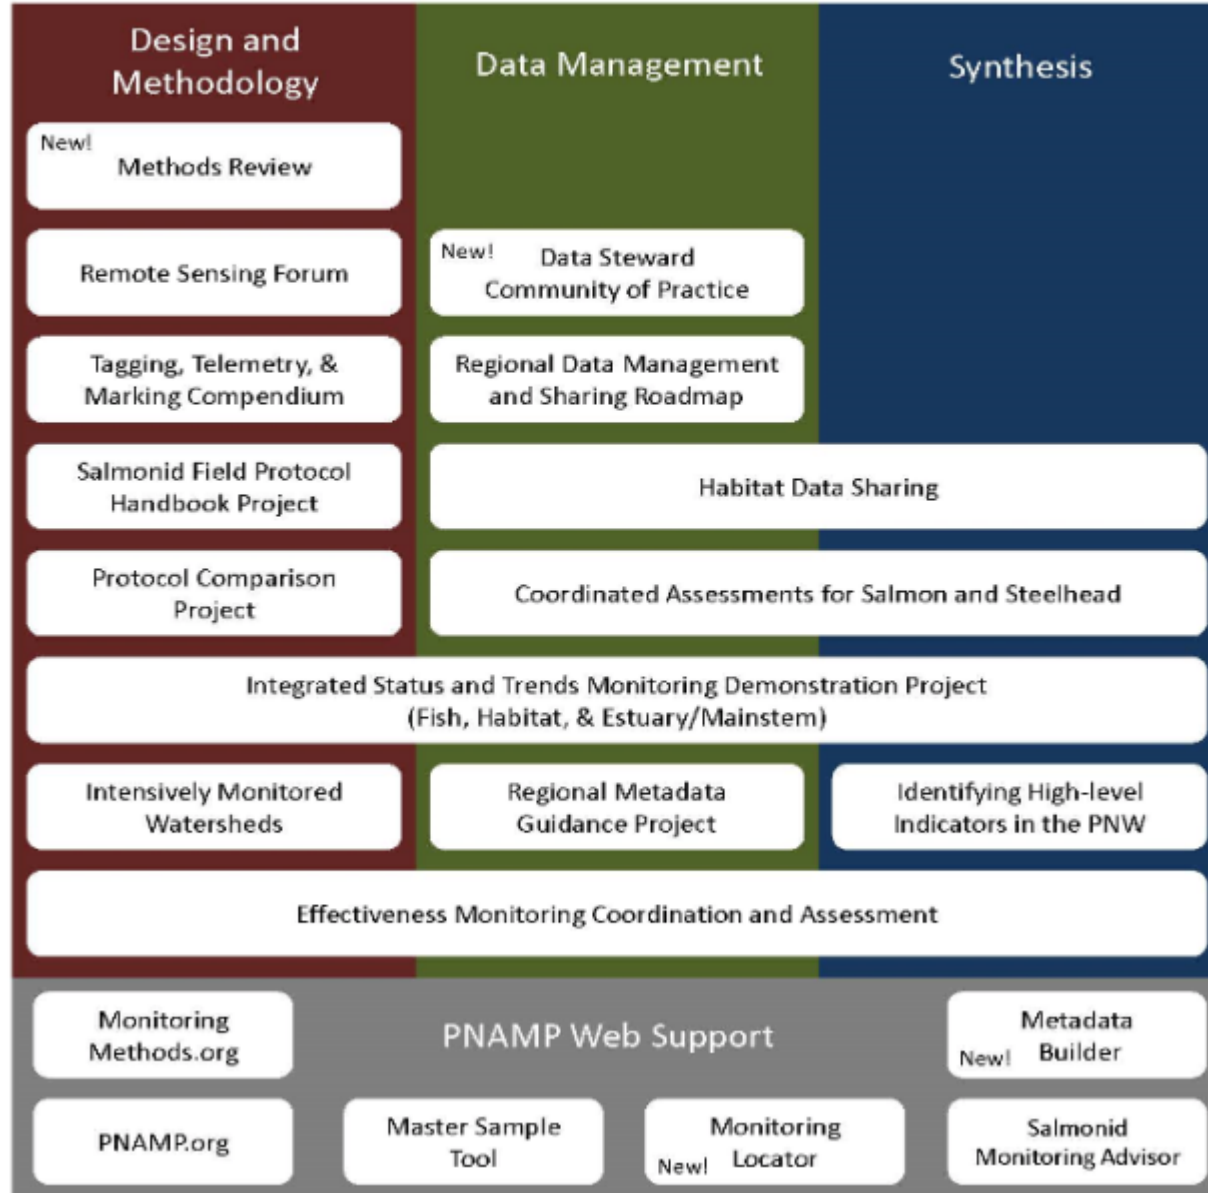 Design and
Methodology
Data Management
Synthesis
New!
Methods Review
Remote Sensing Forum
New!
Data Steward
Community of Practice
Tagging, Telemetry, &
Marking Compendium
Regional Data Management
and Sharing Roadmap
Salmonid Field Protocol
Handbook Project
Habitat Data Sharing
Protocol Comparison
Project
Coordinated Assessments for Salmon and Steelhead
Integrated Status and Trends Monitoring Demonstration Project
(Fish, Habitat, & Estuary/Mainstem)
Intensively Monitored
Watersheds
Regional Metadata
Guidance Project
Identifying High-level
Indicators in the PNW
Effectiveness Monitoring Coordination and Assessment
Monitoring
Methods.org
PNAMP Web Support
Metadata
New! Builder
PNAMP.org
Master Sample
Tool
Monitoring
New! Locator
Salmonid
Monitoring Advisor